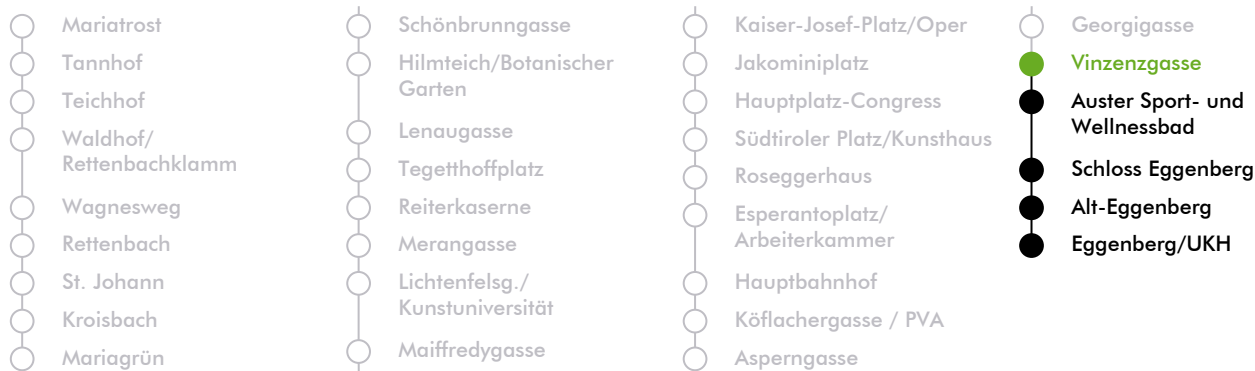 Mariatrost
Tannhof
Teichhof
Waldhof/
Rettenbachklamm
Wagnesweg
Rettenbach
St. Johann
Kroisbach
Mariagrün
Schönbrunngasse
Hilmteich/Botanischer
Garten
Lenaugasse
Tegetthoffplatz
Reiterkaserne
Merangasse
Lichtenfelsg./
Kunstuniversität
Maiffredygasse
Kaiser-Josef-Platz/Oper
Jakominiplatz
Hauptplatz-Congress
Südtiroler Platz/Kunsthaus
Roseggerhaus
Esperantoplatz/
Arbeiterkammer
Hauptbahnhof
Köflachergasse / PVA
Asperngasse
Georgigasse
Vinzenzgasse
Auster Sport- und
Wellnessbad
Schloss Eggenberg
Alt-Eggenberg
Eggenberg/UKH